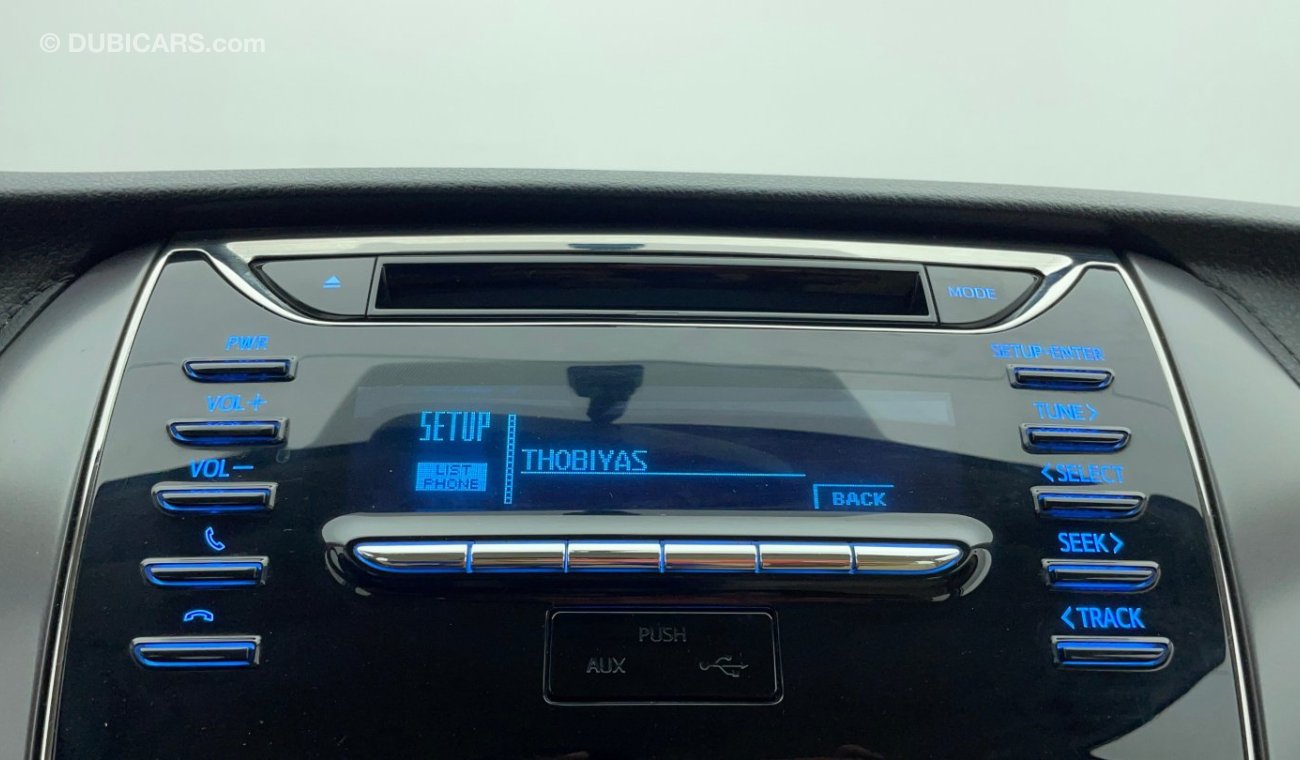 © DUBICARS.com
MODE
PWR
SETUP•ENTER
VOL +
TUNE >
SETUP
THOBIYAS
VOL −
LIST
PHONE
< SELECT
BACK
SEEK >
< TRACK
PUSH
AUX